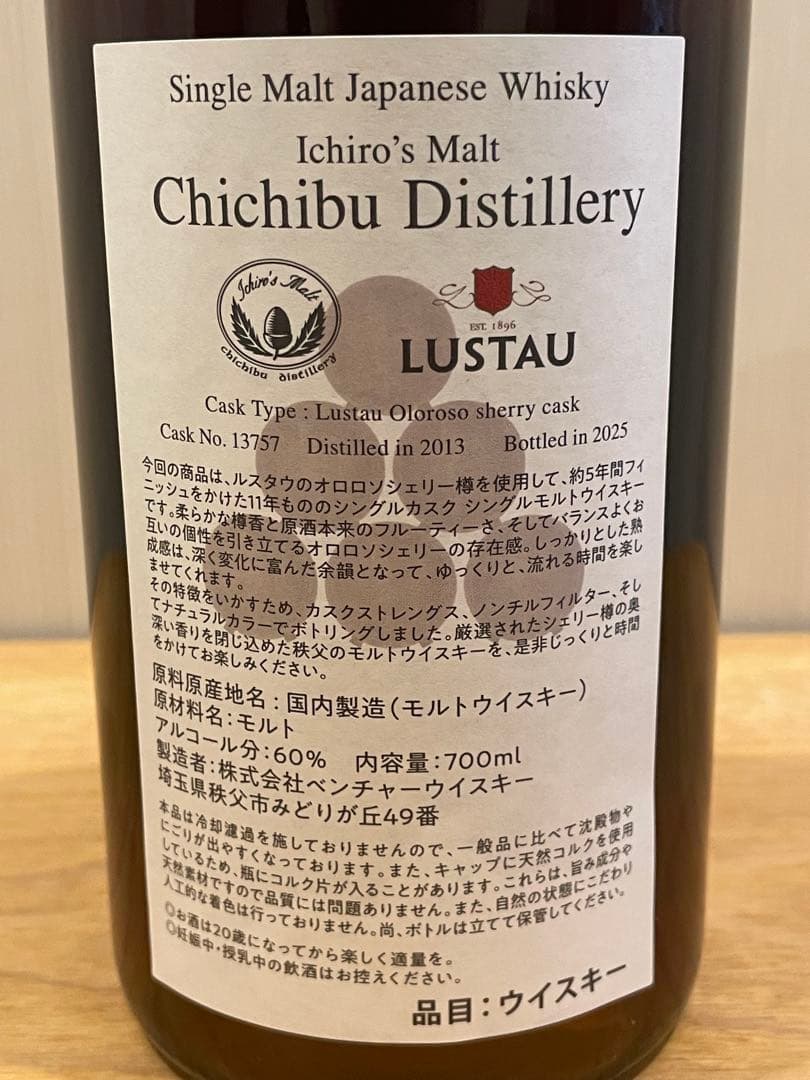 Single Malt Japanese Whisky
Ichiro's Malt
Chichibu Distillery
Ichiro's Malt
chichibu distillery
EST. 1896
LUSTAU
Cask Type : Lustau Oloroso sherry cask
Cask No. 13757 Distilled in 2013 Bottled in 2025
今回の商品は、ルスタウのオロロソシェリー樽を使用して、約5年間フィ
ニッシュをかけた11年もののシングルカスク シングルモルトウイスキー
です。柔らかな樽香と原酒本来のフルーティーさ、そしてバランスよくお
互いの個性を引き立てるオロロソシェリーの存在感。しっかりとした熟
成感は、深く変化に富んだ余韻となって、ゆっくりと、流れる時間を楽し
ませてくれます。
その特徴をいかすため、カスクストレングス、ノンチルフィルター、そし
てナチュラルカラーでボトリングしました。厳選されたシェリー樽の奥
深い香りを閉じ込めた秩父のモルトウイスキーを、是非じっくりと時間
をかけてお楽しみください。
原料原産地名：国内製造（モルトウイスキー）
原材料名：モルト
アルコール分：60% 内容量：700ml
製造者：株式会社ベンチャーウイスキー
埼玉県秩父市みどりが丘49番
本品は冷却濾過を施しておりませんので、一般品に比べて沈殿物や
にごりが出やすくなっております。また、キャップに天然コルクを使用
しているため、瓶にコルク片が入ることがあります。これらは、旨み成分や
天然素材ですので品質には問題ありません。また、自然の状態にこだわり
人工的な着色は行っておりません。尚、ボトルは立てて保管してください。
◎お酒は20歳になってから楽しく適量を。
◎妊娠中・授乳中の飲酒はお控えください。
品目：ウイスキー